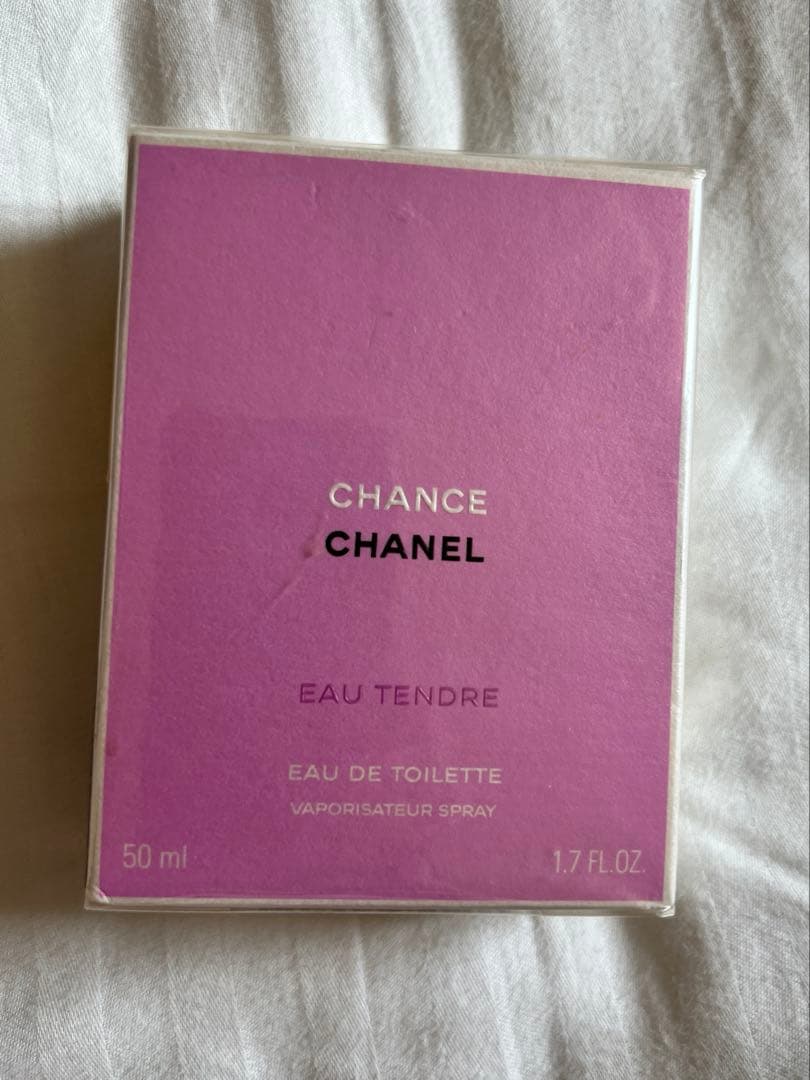 CHANCE
CHANEL
EAU TENDRE
EAU DE TOILETTE
VAPORISATEUR SPRAY
50 ml 1.7 FL.OZ.